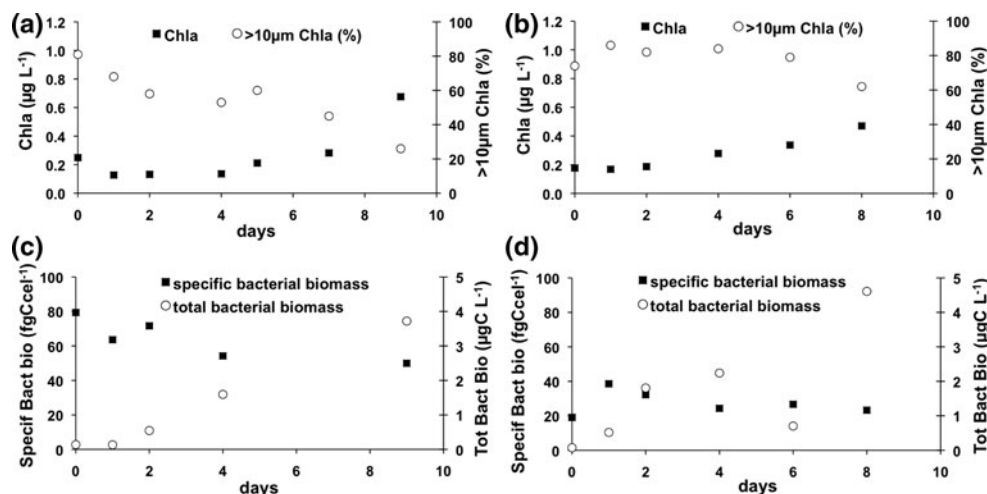 (a)
1.2
1.0
0.8
0.6
0.4
0.2
0.0
Chla (µg L-1)
■ Chla ○ >10µm Chla (%)
100
80
60
40
20
0
>10µm Chla (%)
0 2 4 6 8 10
days
(b)
1.2
1.0
0.8
0.6
0.4
0.2
0.0
Chla (µg L-1)
■ Chla ○ >10µm Chla (%)
100
80
60
40
20
0
>10µm Chla (%)
0 2 4 6 8 10
days
(c)
100
80
60
40
20
0
Specif Bact bio (fgCcel-1)
■ specific bacterial biomass
○ total bacterial biomass
5
4
3
2
1
0
Tot Bact Bio (µgC L-1)
0 2 4 6 8 10
days
(d)
100
80
60
40
20
0
Specif Bact bio (fgCcel-1)
■ specific bacterial biomass
○ total bacterial biomass
5
4
3
2
1
0
Tot Bact Bio (µgC L-1)
0 2 4 6 8 10
days